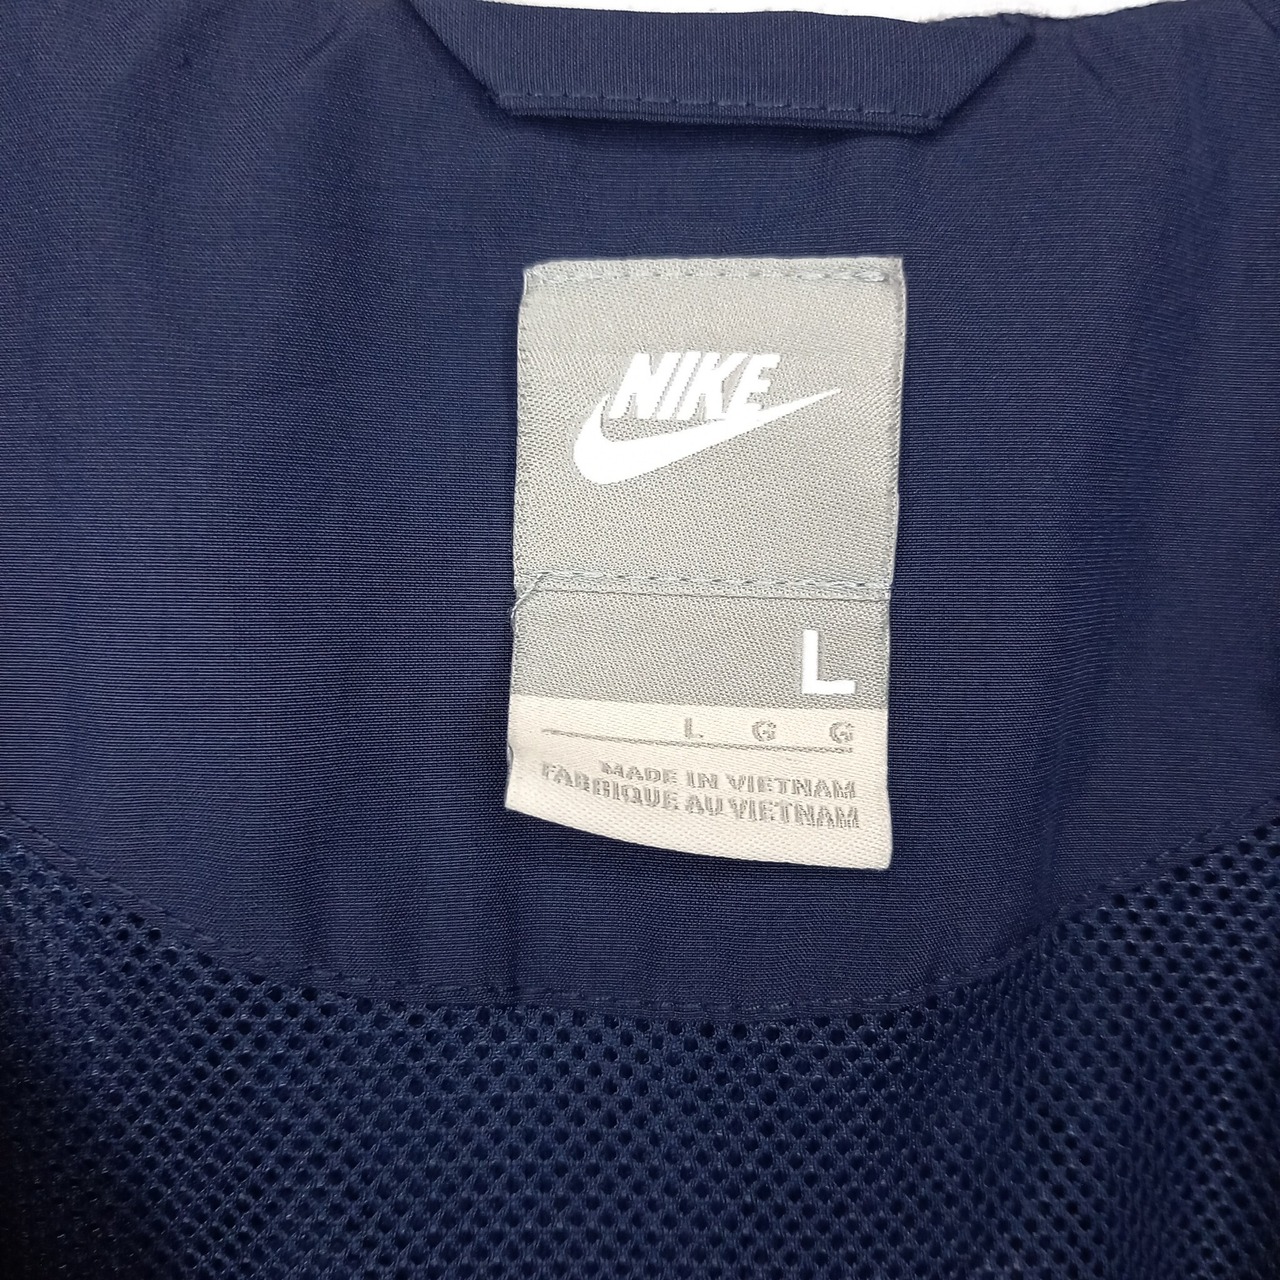 NIKE
L
L G G
MADE IN VIETNAM
FABRIQUE AU VIETNAM